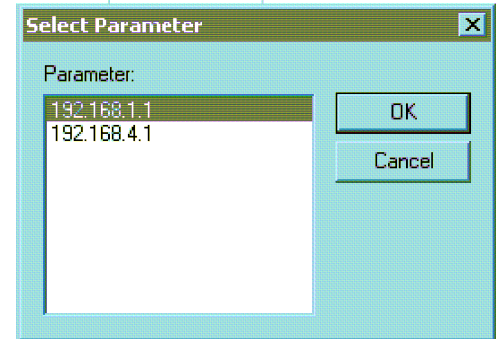 Select Parameter
Parameter:
192.168.1.1
192.168.4.1
OK
Cancel